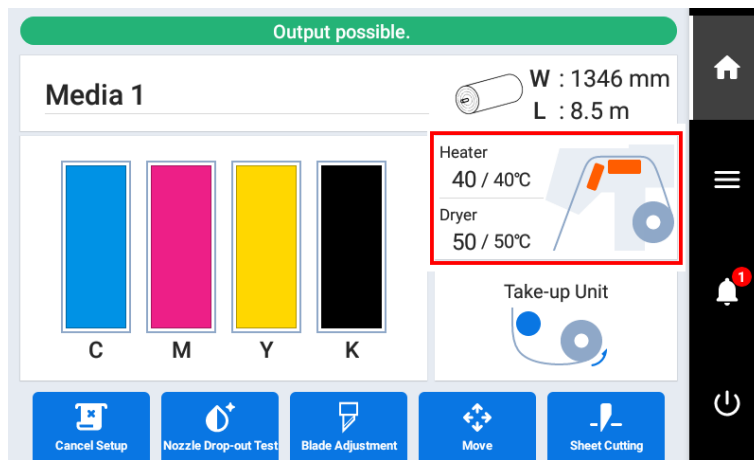 Output possible.
Media 1
W : 1346 mm
L : 8.5 m
Heater
40 / 40℃
Dryer
50 / 50℃
Take-up Unit
C M Y K
1
Cancel Setup
Nozzle Drop-out Test
Blade Adjustment
Move
Sheet Cutting